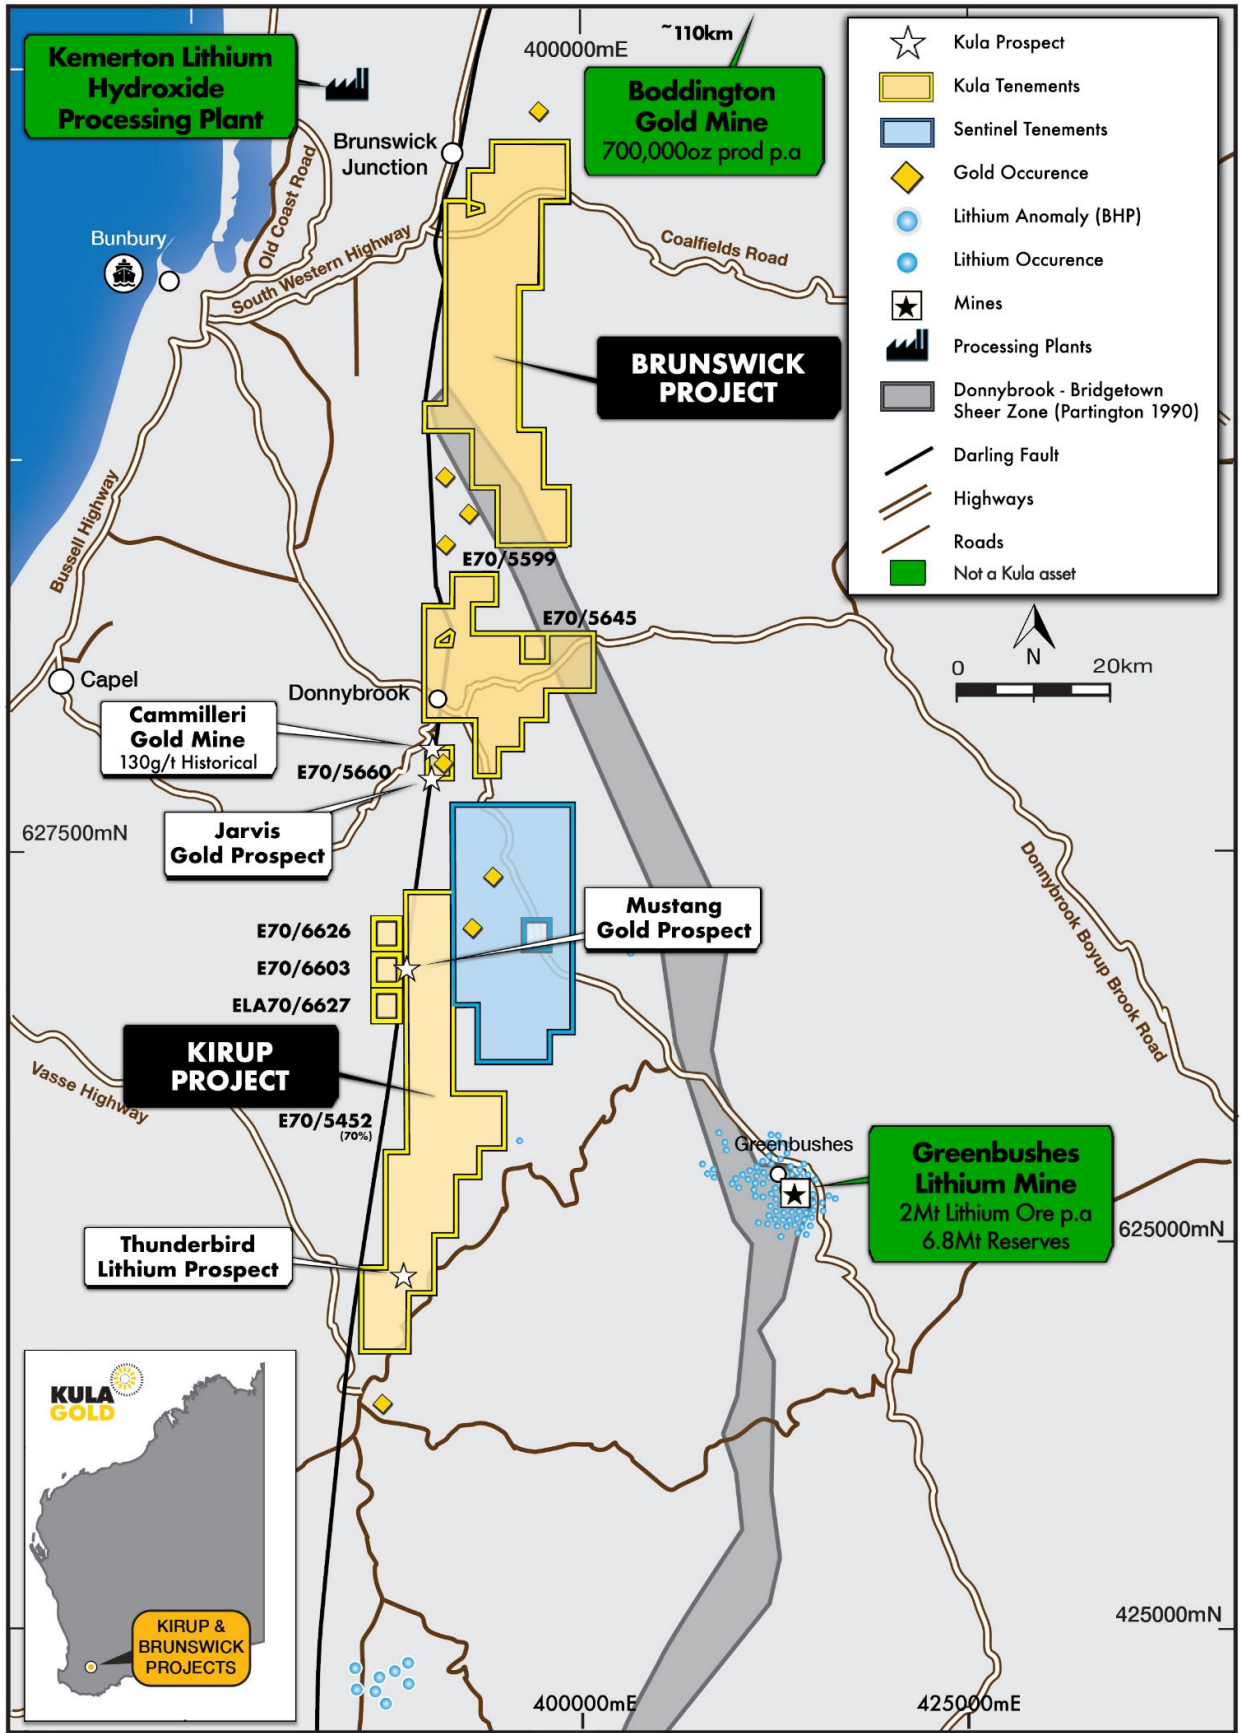 Kemerton Lithium
Hydroxide
Processing Plant
400000mE
~110km
Boddington
Gold Mine
700,000oz prod p.a
Kula Prospect
Kula Tenements
Sentinel Tenements
Gold Occurence
Lithium Anomaly (BHP)
Lithium Occurence
Mines
Processing Plants
Donnybrook - Bridgetown
Sheer Zone (Partington 1990)
Darling Fault
Highways
Roads
Not a Kula asset
Brunswick
Junction
Old Coast Road
Bunbury
South Western Highway
Coalfields Road
BRUNSWICK
PROJECT
Bussell Highway
E70/5599
E70/5645
N
0
20km
Capel
Donnybrook
Cammilleri
Gold Mine
130g/t Historical
E70/5660
627500mN
Jarvis
Gold Prospect
Donnybrook Boyup Brook Road
Mustang
Gold Prospect
E70/6626
E70/6603
ELA70/6627
KIRUP
PROJECT
Vasse Highway
E70/5452
(70%)
Greenbushes
Greenbushes
Lithium Mine
2Mt Lithium Ore p.a
6.8Mt Reserves
625000mN
Thunderbird
Lithium Prospect
KULA
GOLD
KIRUP &
BRUNSWICK
PROJECTS
425000mN
400000mE
425000mE